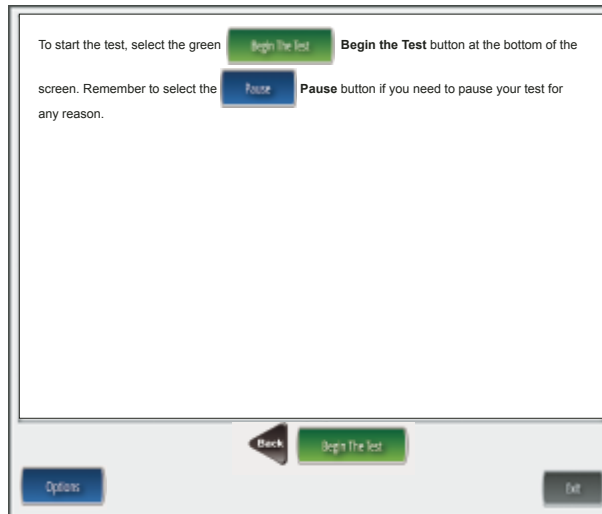 To start the test, select the green Begin The Test Begin the Test button at the bottom of the
screen. Remember to select the Pause Pause button if you need to pause your test for
any reason.
Back Begin The Test
Options Exit